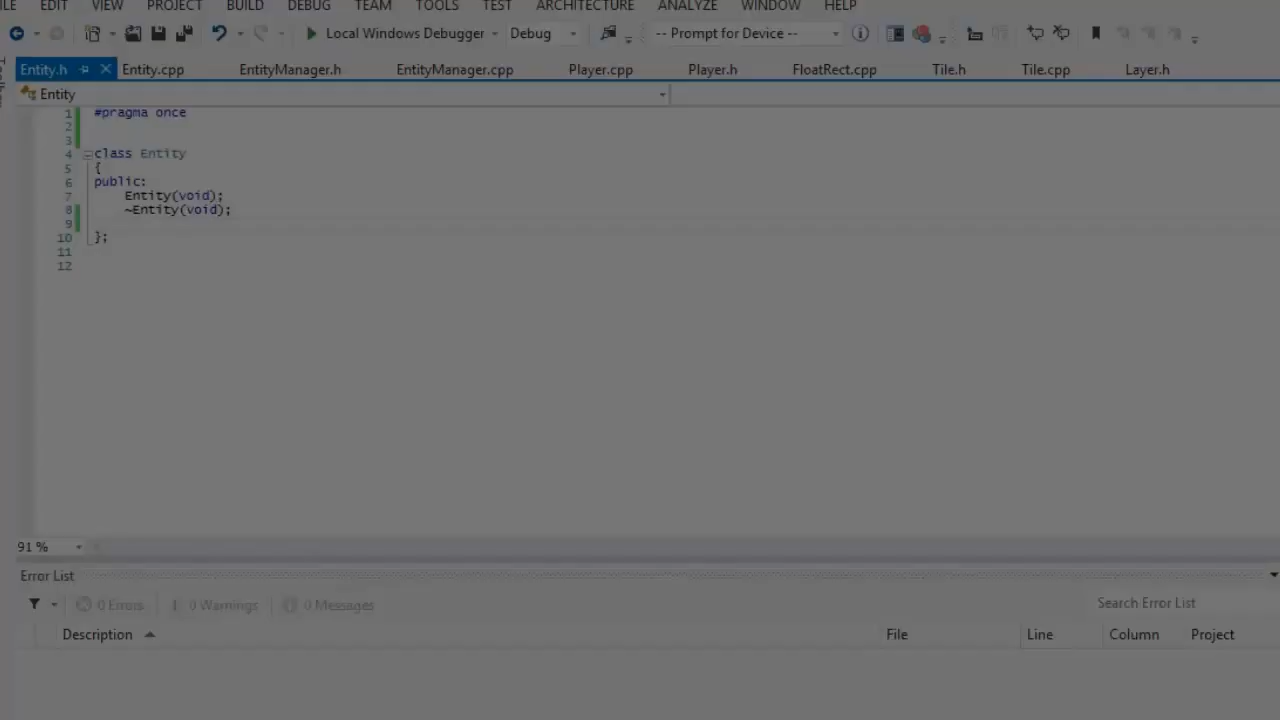 ILE EDIT VIEW PROJECT BUILD DEBUG TEAM TOOLS TEST ARCHITECTURE ANALYZE WINDOW HELP
Local Windows Debugger Debug -- Prompt for Device --
Entity.h Entity.cpp EntityManager.h EntityManager.cpp Player.cpp Player.h FloatRect.cpp Tile.h Tile.cpp Layer.h
Entity
1 #pragma once
2
3
4 class Entity
5 {
6 public:
7 Entity(void);
8 ~Entity(void);
9
10 };
11
12
91 %
Error List
0 Errors 0 Warnings 0 Messages Search Error List
Description File Line Column Project